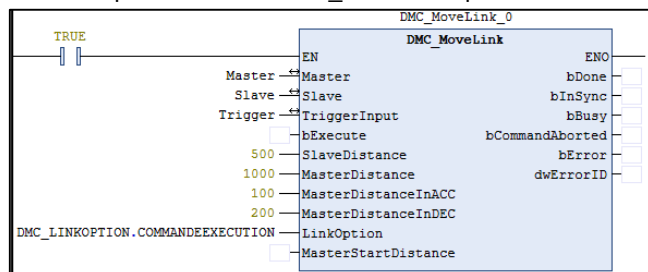 DMC_MoveLink_0
TRUE
DMC_MoveLink
EN ENO
Master Master bDone
Slave Slave bInSync
Trigger TriggerInput bBusy
bExecute bCommandAborted
500 SlaveDistance bError
1000 MasterDistance dwErrorID
100 MasterDistanceInACC
200 MasterDistanceInDEC
DMC_LINKOPTION.COMMANDEEXECUTION LinkOption
MasterStartDistance